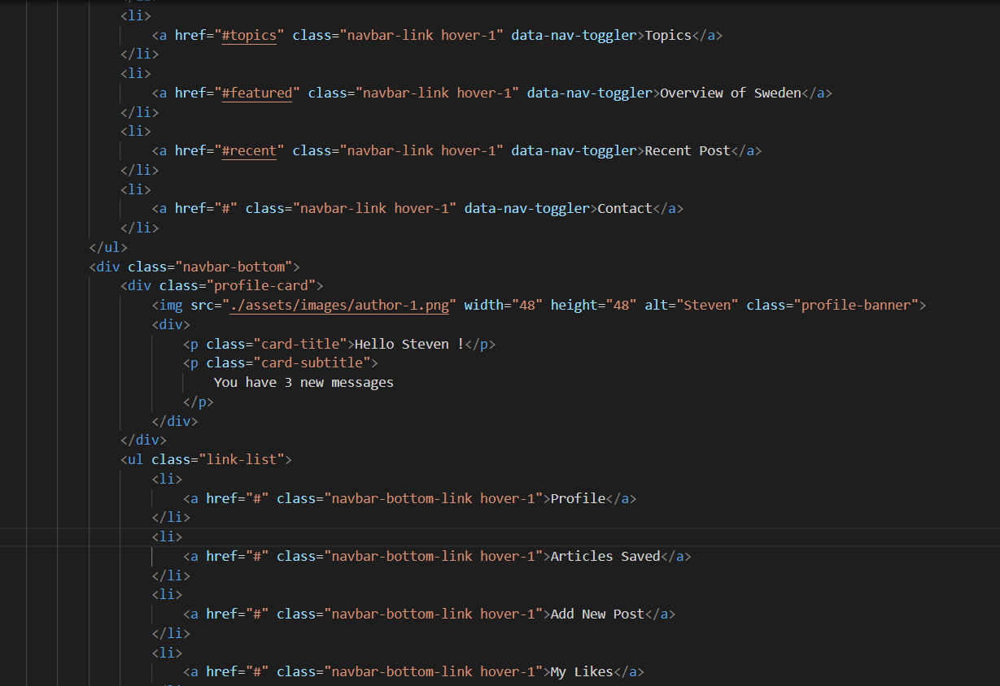 <li>
<a href="#topics" class="navbar-link hover-1" data-nav-toggler>Topics</a>
</li>
<li>
<a href="#featured" class="navbar-link hover-1" data-nav-toggler>Overview of Sweden</a>
</li>
<li>
<a href="#recent" class="navbar-link hover-1" data-nav-toggler>Recent Post</a>
</li>
<li>
<a href="#" class="navbar-link hover-1" data-nav-toggler>Contact</a>
</li>
</ul>
<div class="navbar-bottom">
<div class="profile-card">
<img src="./assets/images/author-1.png" width="48" height="48" alt="Steven" class="profile-banner">
<div>
<p class="card-title">Hello Steven !</p>
<p class="card-subtitle">
You have 3 new messages
</p>
</div>
</div>
<ul class="link-list">
<li>
<a href="#" class="navbar-bottom-link hover-1">Profile</a>
</li>
<li>
<a href="#" class="navbar-bottom-link hover-1">Articles Saved</a>
</li>
<li>
<a href="#" class="navbar-bottom-link hover-1">Add New Post</a>
</li>
<li>
<a href="#" class="navbar-bottom-link hover-1">My Likes</a>